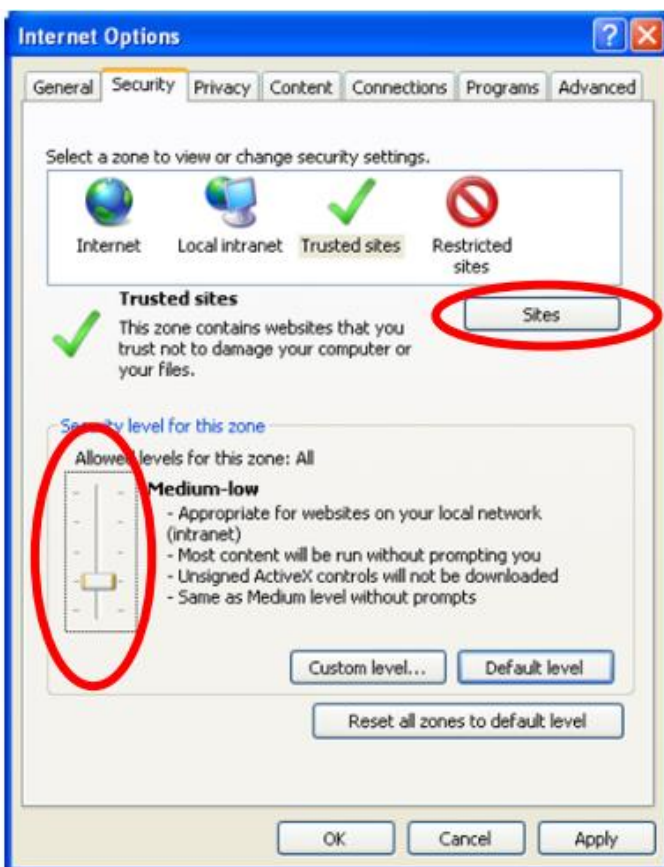 Internet Options
?
General Security Privacy Content Connections Programs Advanced
Select a zone to view or change security settings.
Internet Local intranet Trusted sites Restricted
sites
Trusted sites
Sites
This zone contains websites that you
trust not to damage your computer or
your files.
Security level for this zone
Allowed levels for this zone: All
Medium-low
- Appropriate for websites on your local network
(intranet)
- Most content will be run without prompting you
- Unsigned ActiveX controls will not be downloaded
- Same as Medium level without prompts
Custom level... Default level
Reset all zones to default level
OK Cancel Apply